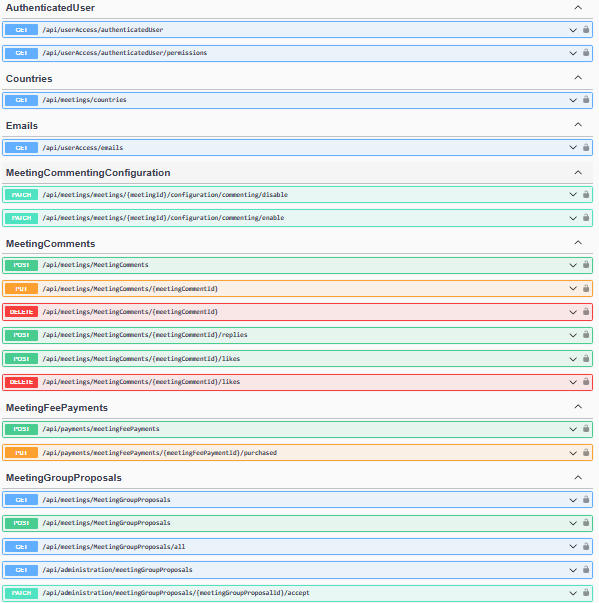 AuthenticatedUser
GET /api/userAccess/authenticatedUser
GET /api/userAccess/authenticatedUser/permissions
Countries
GET /api/meetings/countries
Emails
GET /api/userAccess/emails
MeetingCommentingConfiguration
PATCH /api/meetings/meetings/{meetingId}/configuration/commenting/disable
PATCH /api/meetings/meetings/{meetingId}/configuration/commenting/enable
MeetingComments
POST /api/meetings/MeetingComments
PUT /api/meetings/MeetingComments/{meetingCommentId}
DELETE /api/meetings/MeetingComments/{meetingCommentId}
POST /api/meetings/MeetingComments/{meetingCommentId}/replies
POST /api/meetings/MeetingComments/{meetingCommentId}/likes
DELETE /api/meetings/MeetingComments/{meetingCommentId}/likes
MeetingFeePayments
POST /api/payments/meetingFeePayments
PUT /api/payments/meetingFeePayments/{meetingFeePaymentId}/purchased
MeetingGroupProposals
GET /api/meetings/MeetingGroupProposals
POST /api/meetings/MeetingGroupProposals
GET /api/meetings/MeetingGroupProposals/all
GET /api/administration/meetingGroupProposals
PATCH /api/administration/meetingGroupProposals/{meetingGroupProposalId}/accept